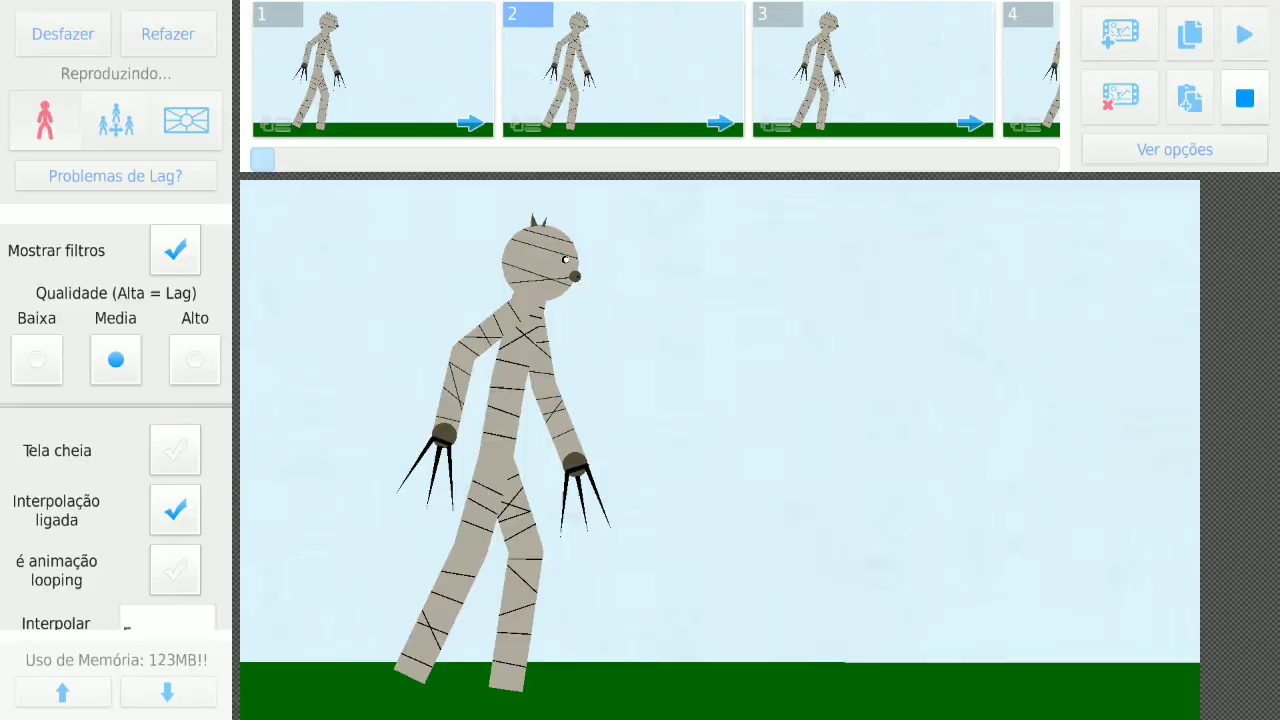 Desfazer
Refazer
Reproduzindo...
Problemas de Lag?
1
2
3
4
Ver opções
Mostrar filtros
Qualidade (Alta = Lag)
Baixa
Media
Alto
Tela cheia
Interpolação
ligada
é animação
looping
Interpolar
Uso de Memória: 123MB!!